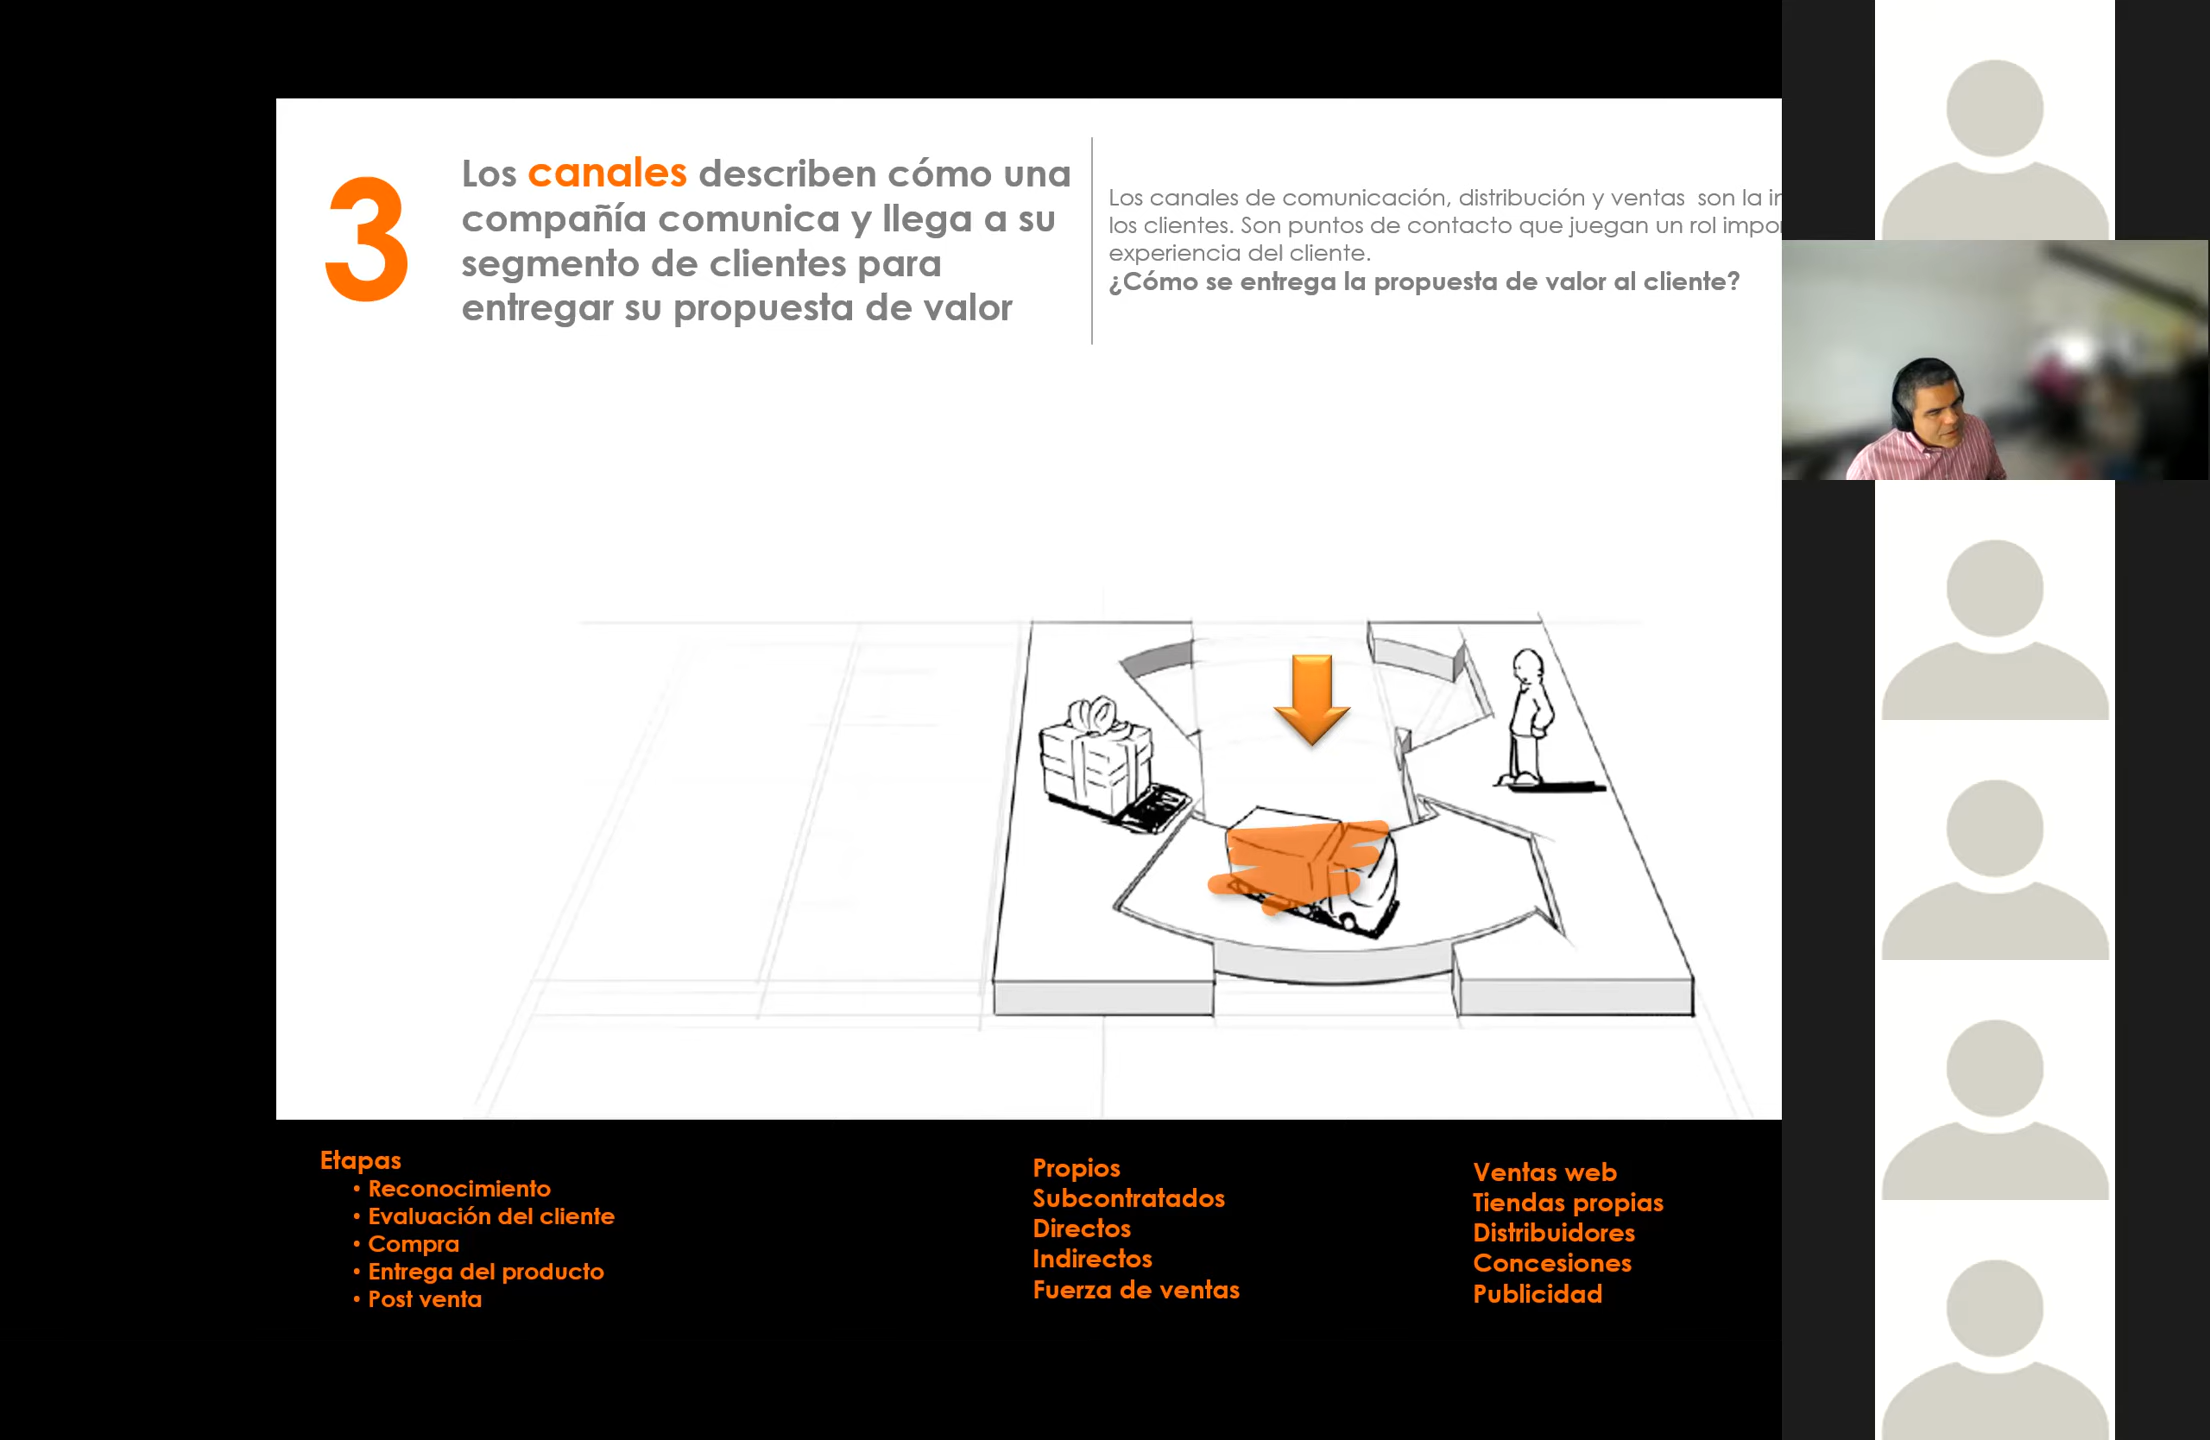 3
Los canales describen cómo una
compañía comunica y llega a su
segmento de clientes para
entregar su propuesta de valor
Los canales de comunicación, distribución y ventas son la
los clientes. Son puntos de contacto que juegan un rol
experiencia del cliente.
¿Cómo se entrega la propuesta de valor al cliente?
Etapas
• Reconocimiento
• Evaluación del cliente
• Compra
• Entrega del producto
• Post venta
Propios
Subcontratados
Directos
Indirectos
Fuerza de ventas
Ventas web
Tiendas propias
Distribuidores
Concesiones
Publicidad